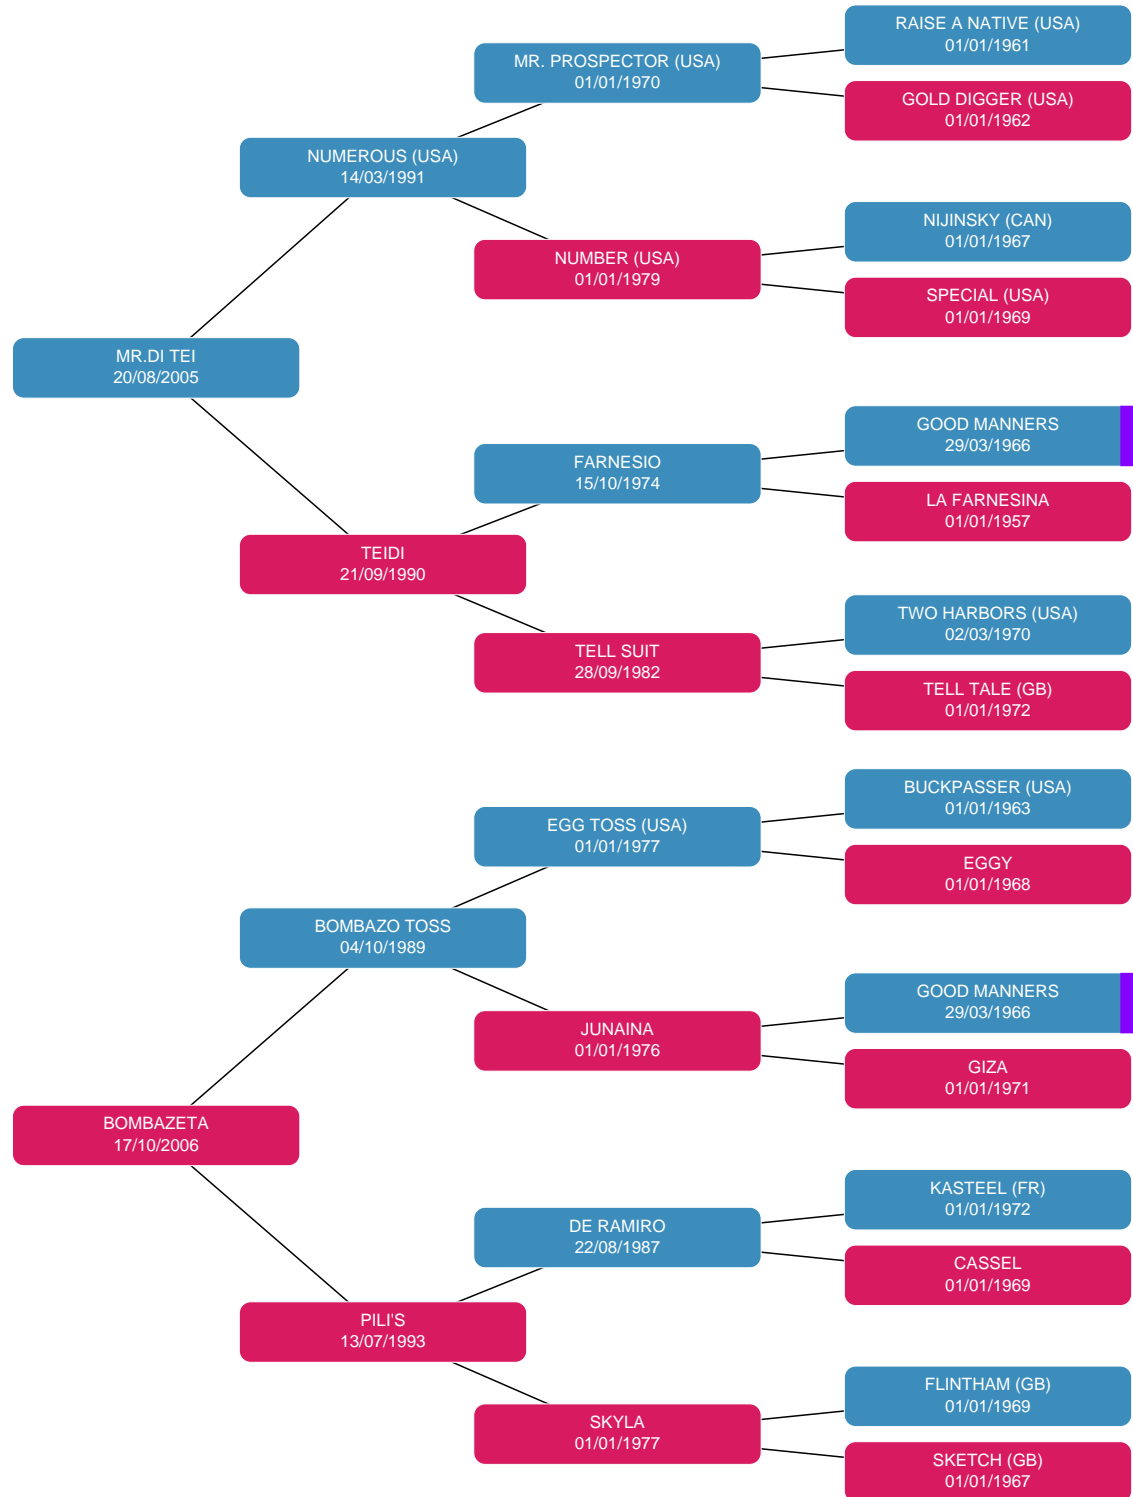 RAISE A NATIVE (USA)
01/01/1961
MR. PROSPECTOR (USA)
01/01/1970
GOLD DIGGER (USA)
01/01/1962
NUMEROUS (USA)
14/03/1991
NIJINSKY (CAN)
01/01/1967
NUMBER (USA)
01/01/1979
SPECIAL (USA)
01/01/1969
MR.DI TEI
20/08/2005
GOOD MANNERS
29/03/1966
FARNESIO
15/10/1974
LA FARNESINA
01/01/1957
TEIDI
21/09/1990
TWO HARBORS (USA)
02/03/1970
TELL SUIT
28/09/1982
TELL TALE (GB)
01/01/1972
BUCKPASSER (USA)
01/01/1963
EGG TOSS (USA)
01/01/1977
EGGY
01/01/1968
BOMBAZO TOSS
04/10/1989
GOOD MANNERS
29/03/1966
JUNAINA
01/01/1976
GIZA
01/01/1971
BOMBAZETA
17/10/2006
KASTEEL (FR)
01/01/1972
DE RAMIRO
22/08/1987
CASSEL
01/01/1969
PILI'S
13/07/1993
FLINTHAM (GB)
01/01/1969
SKYLA
01/01/1977
SKETCH (GB)
01/01/1967